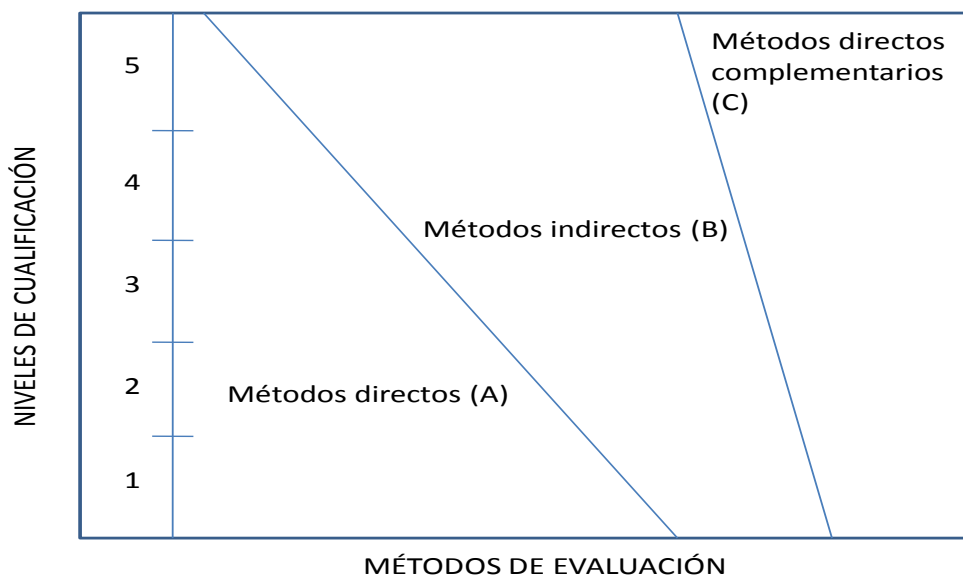 Métodos directos
complementarios
(C)
5
4
Métodos indirectos (B)
3
2
Métodos directos (A)
1
NIVELES DE CUALIFICACIÓN
MÉTODOS DE EVALUACIÓN